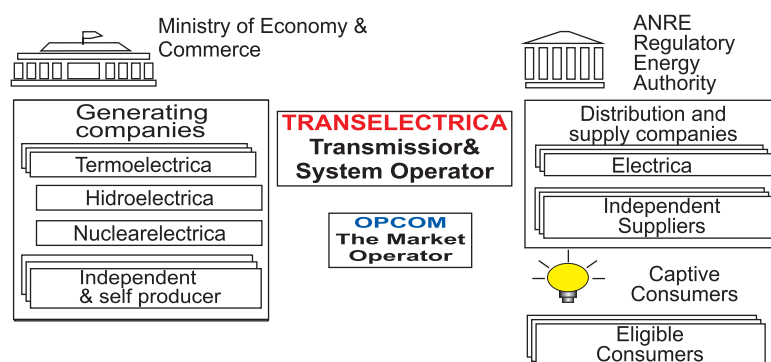 Ministry of Economy &
Commerce
ANRE
Regulatory
Energy
Authority
Generating
companies
Termoelectrica
Hidroelectrica
Nuclearelectrica
Independent
& self producer
TRANSELECTRICA
Transmissior&
System Operator
OPCOM
The Market
Operator
Distribution and
supply companies
Electrica
Independent
Suppliers
Captive
Consumers
Eligible
Consumers